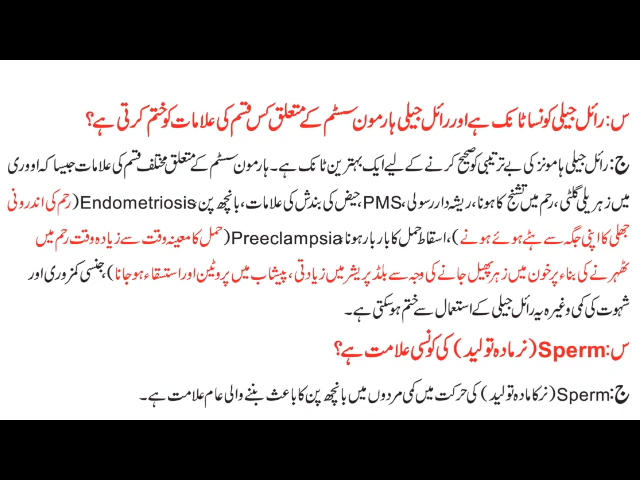 س: رائل جیلی کونسا ٹانک ہے اور رائل جیلی ہارمون سسٹم کے متعلق کس قسم کی علامات کو ختم کرتی ہے؟
ج: رائل جیلی ہامونز کی بے ترتیبی کو صحیح کرنے کے لیے ایک بہترین ٹانک ہے۔ ہارمون سسٹم کے متعلق مختلف قسم کی علامات جیسا کہ اووری
میں زہریلی گلٹی، رحم میں تشنج کا ہونا، ریشہ دار رسولی، PMS، حیض کی بندش کی علامات، بانجھ پن، Endometriosis (رحم کی اندرونی
جھلی کا اپنی جگہ سے ہٹے ہوئے ہونے)، اسقاط حمل کا بار بار ہونا، Preeclampsia (حمل کا معینہ وقت سے زیادہ وقت رحم میں
ٹھہرنے کی بناء پر خون میں زہر پھیل جانے کی وجہ سے بلڈ پریشر میں زیادتی، پیشاب میں پروٹین اور استسقاء ہو جانا)، جنسی کمزوری اور
شہوت کی کمی وغیرہ یہ رائل جیلی کے استعمال سے ختم ہوسکتی ہے۔
س: Sperm (نر مادہ تولید) کی کونسی علامت ہے؟
ج: Sperm (نر کا مادہ تولید) کی حرکت میں کمی مردوں میں بانجھ پن کا باعث بننے والی عام علامت ہے۔